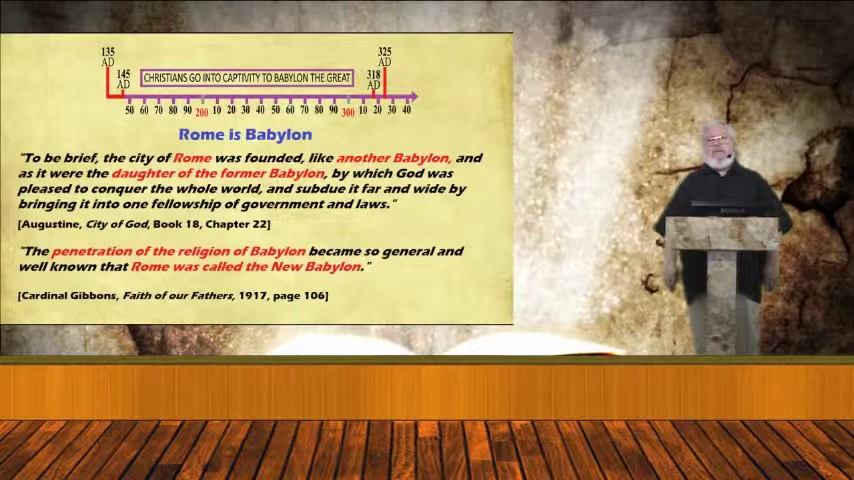 135 AD
325 AD
145 AD
CHRISTIANS GO INTO CAPTIVITY TO BABYLON THE GREAT
318 AD
50 60 70 80 90 200 10 20 30 40 50 60 70 80 90 300 10 20 30 40
Rome is Babylon
"To be brief, the city of Rome was founded, like another Babylon, and
as it were the daughter of the former Babylon, by which God was
pleased to conquer the whole world, and subdue it far and wide by
bringing it into one fellowship of government and laws."
[Augustine, City of God, Book 18, Chapter 22]
"The penetration of the religion of Babylon became so general and
well known that Rome was called the New Babylon."
[Cardinal Gibbons, Faith of our Fathers, 1917, page 106]